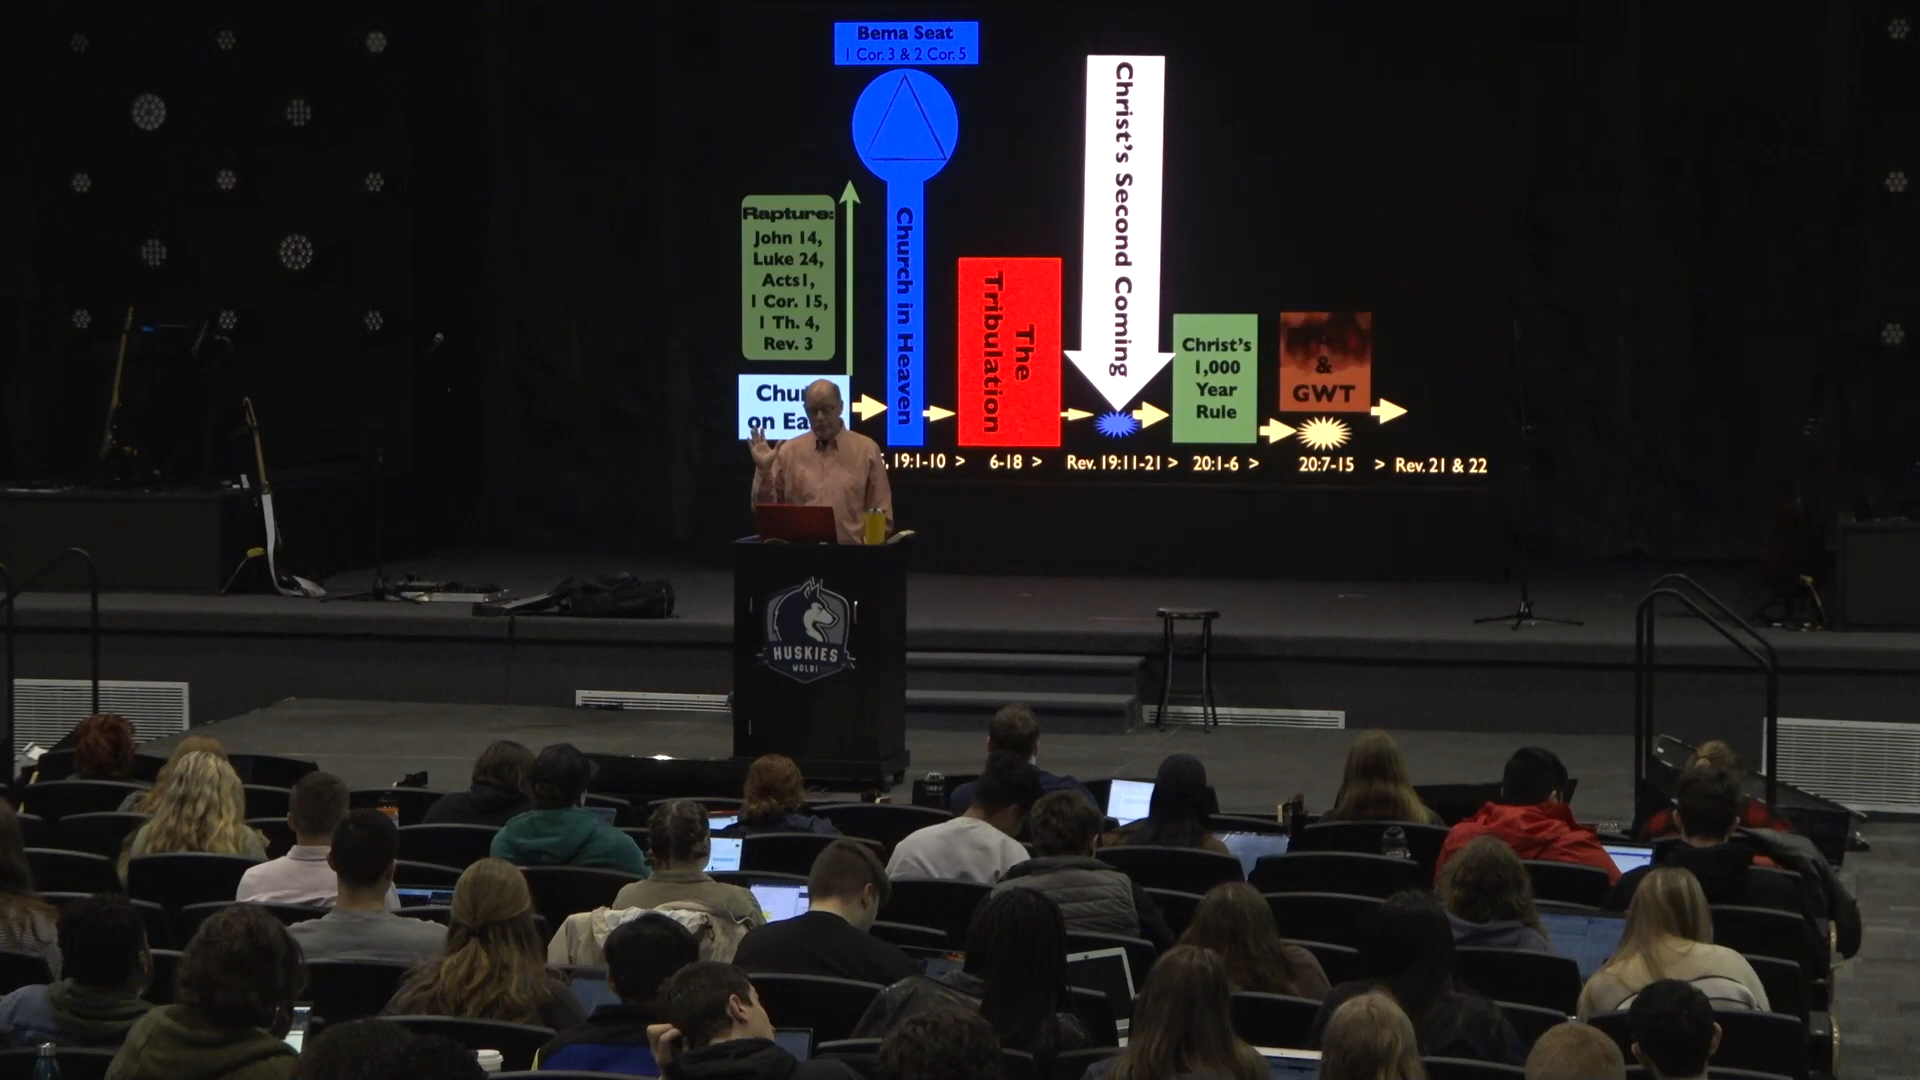 Bema Seat
1 Cor. 3 & 2 Cor. 5
Rapture:
John 14,
Luke 24,
Acts1,
1 Cor. 15,
1 Th. 4,
Rev. 3
Church in Heaven
The
Tribulation
Christ's Second Coming
Christ's
1,000
Year
Rule
&
GWT
on
19:1-10 > 6-18 > Rev. 19:11-21 > 20:1-6 > 20:7-15 > Rev. 21 & 22
HUSKIES
WOLBI